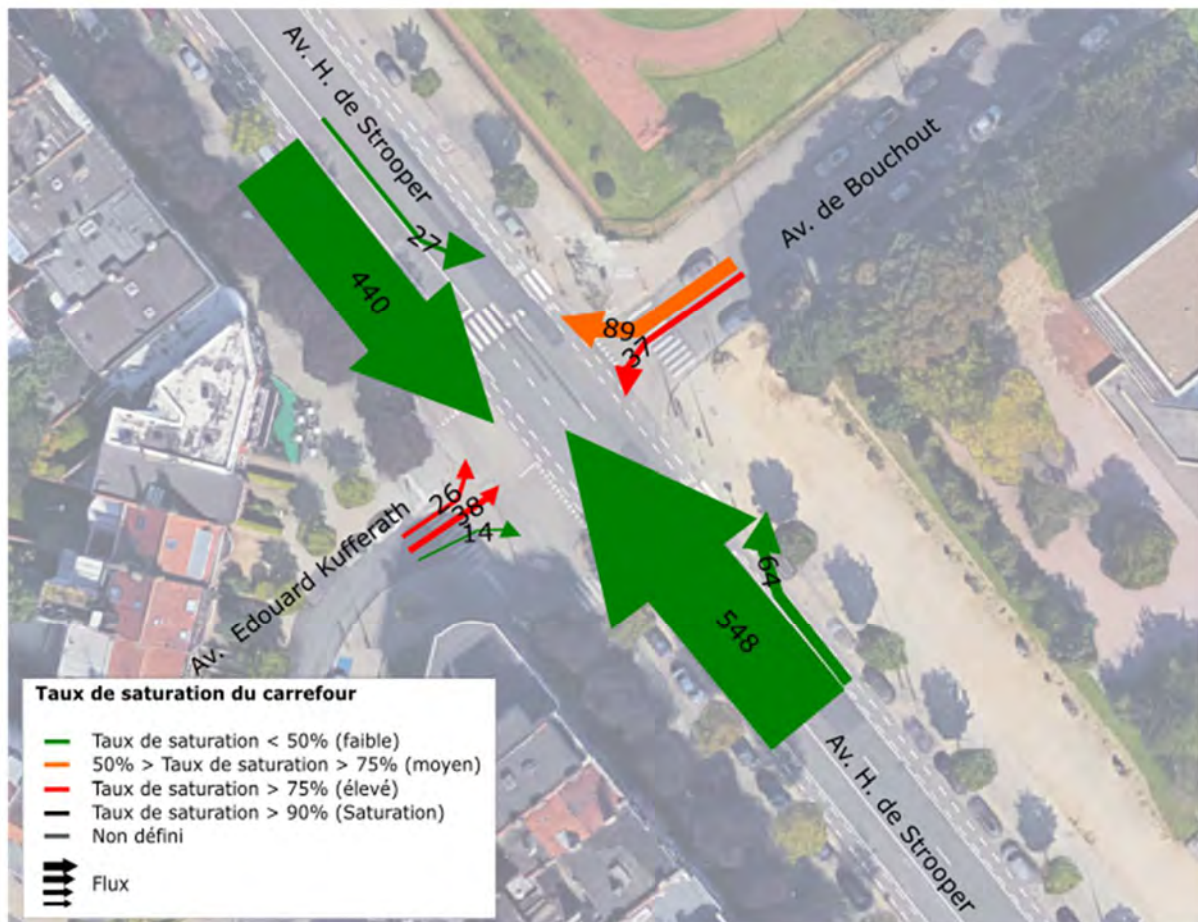 Av. H. de Strooper
Av. de Bouchout
27
440
89
37
26
38
14
Av. Edouard Kufferath
64
548
Av. H. de Strooper
Taux de saturation du carrefour
Taux de saturation < 50% (faible)
50% > Taux de saturation > 75% (moyen)
Taux de saturation > 75% (élevé)
Taux de saturation > 90% (Saturation)
Non défini
Flux